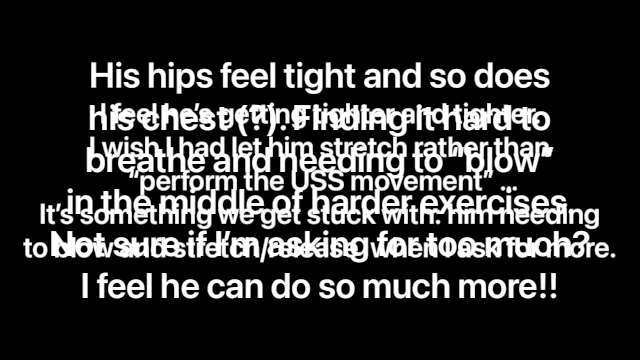 His hips feel tight and so does
his chest (?). Finding it hard to
breathe and needing to “blow”
in the middle of harder exercises.
Not sure if I’m asking for too much?
I feel he can do so much more!!
I feel he’s getting tighter and tighter.
I wish I had let him stretch rather than
“perform the USS movement” ...
It’s something we get stuck with: him needing
to blow and stretch/release, when I ask for more.